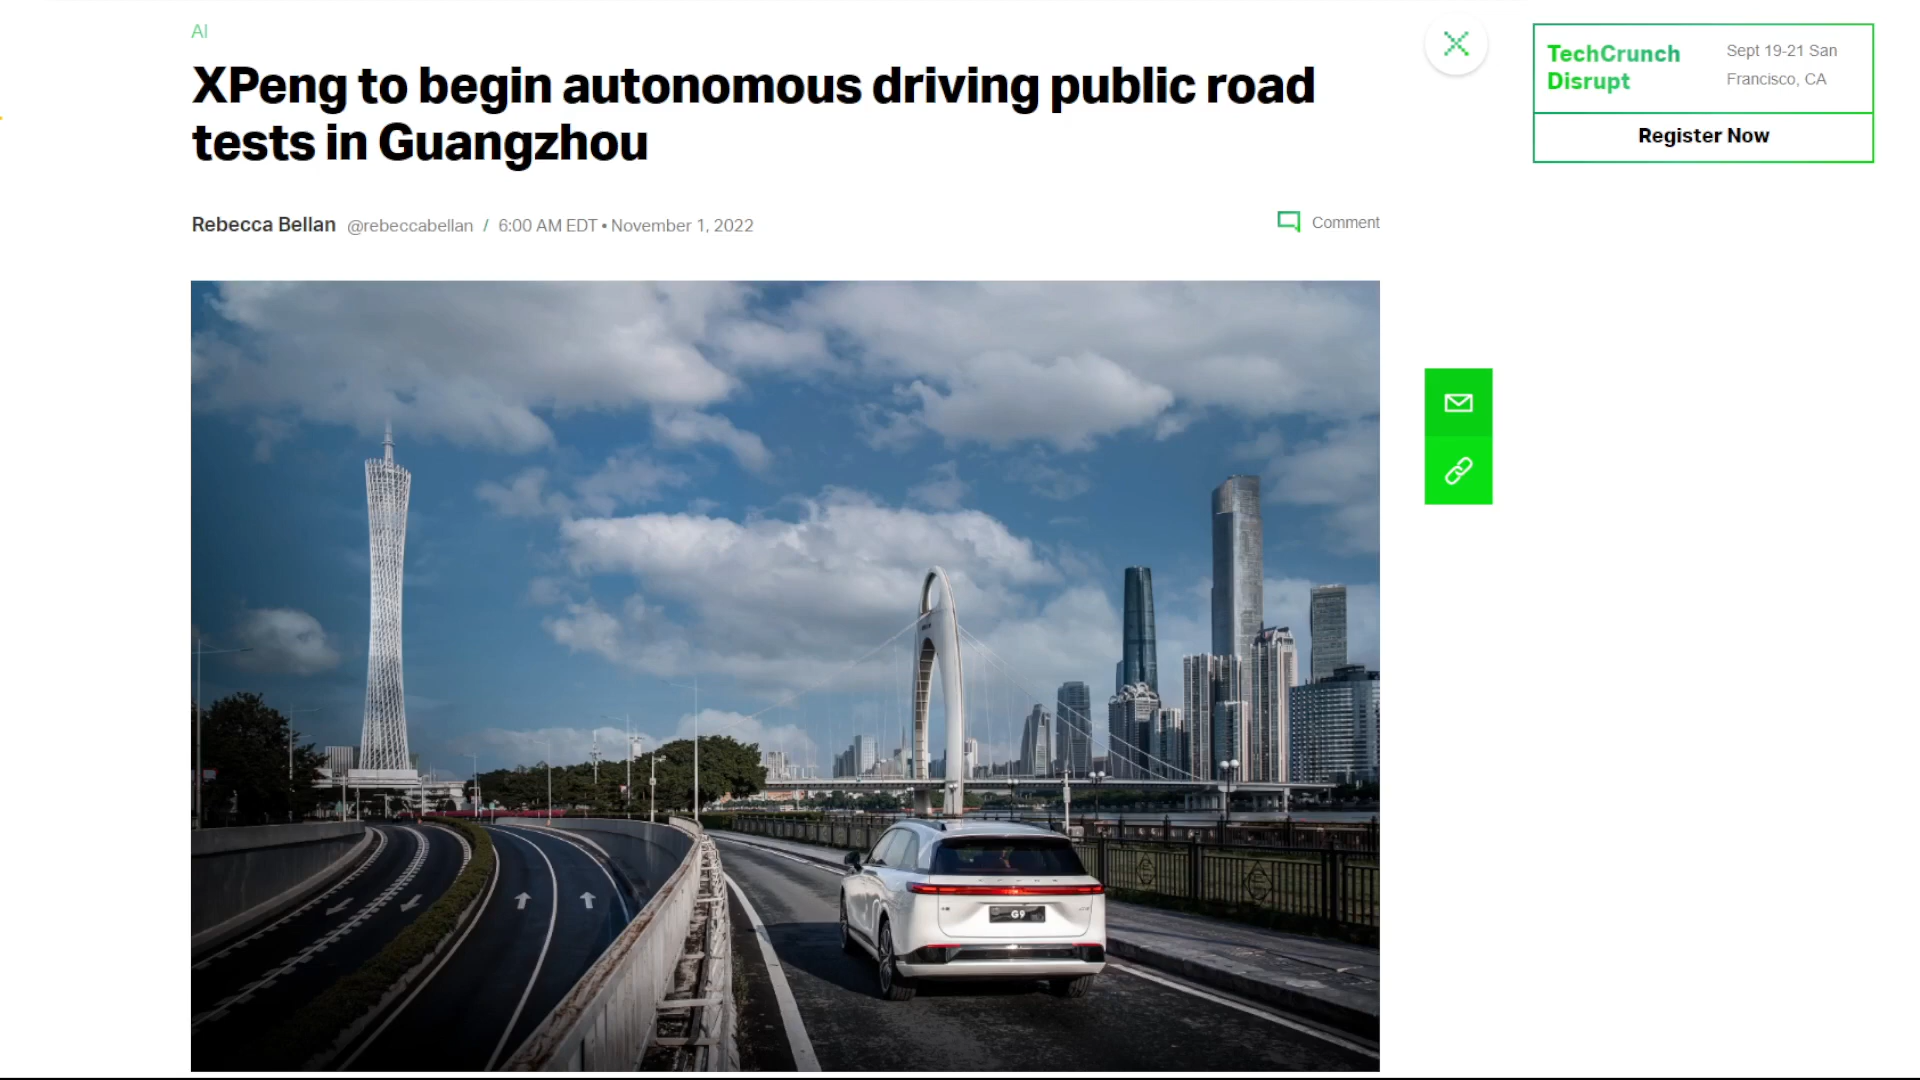 AI
XPeng to begin autonomous driving public road
tests in Guangzhou
Rebecca Bellan @rebeccabellan / 6:00 AM EDT • November 1, 2022
Comment
TechCrunch
Disrupt
Sept 19-21 San
Francisco, CA
Register Now
G9